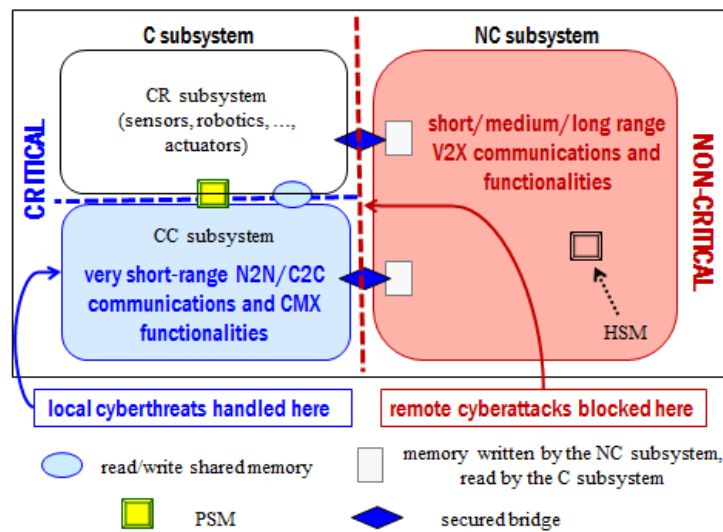 C subsystem
NC subsystem
CRITICAL
CR subsystem
(sensors, robotics, ...,
actuators)
short/medium/long range
V2X communications and
functionalities
NON-CRITICAL
CC subsystem
very short-range N2N/C2C
communications and CMX
functionalities
HSM
local cyberthreats handled here
remote cyberattacks blocked here
read/write shared memory
memory written by the NC subsystem,
read by the C subsystem
PSM
secured bridge